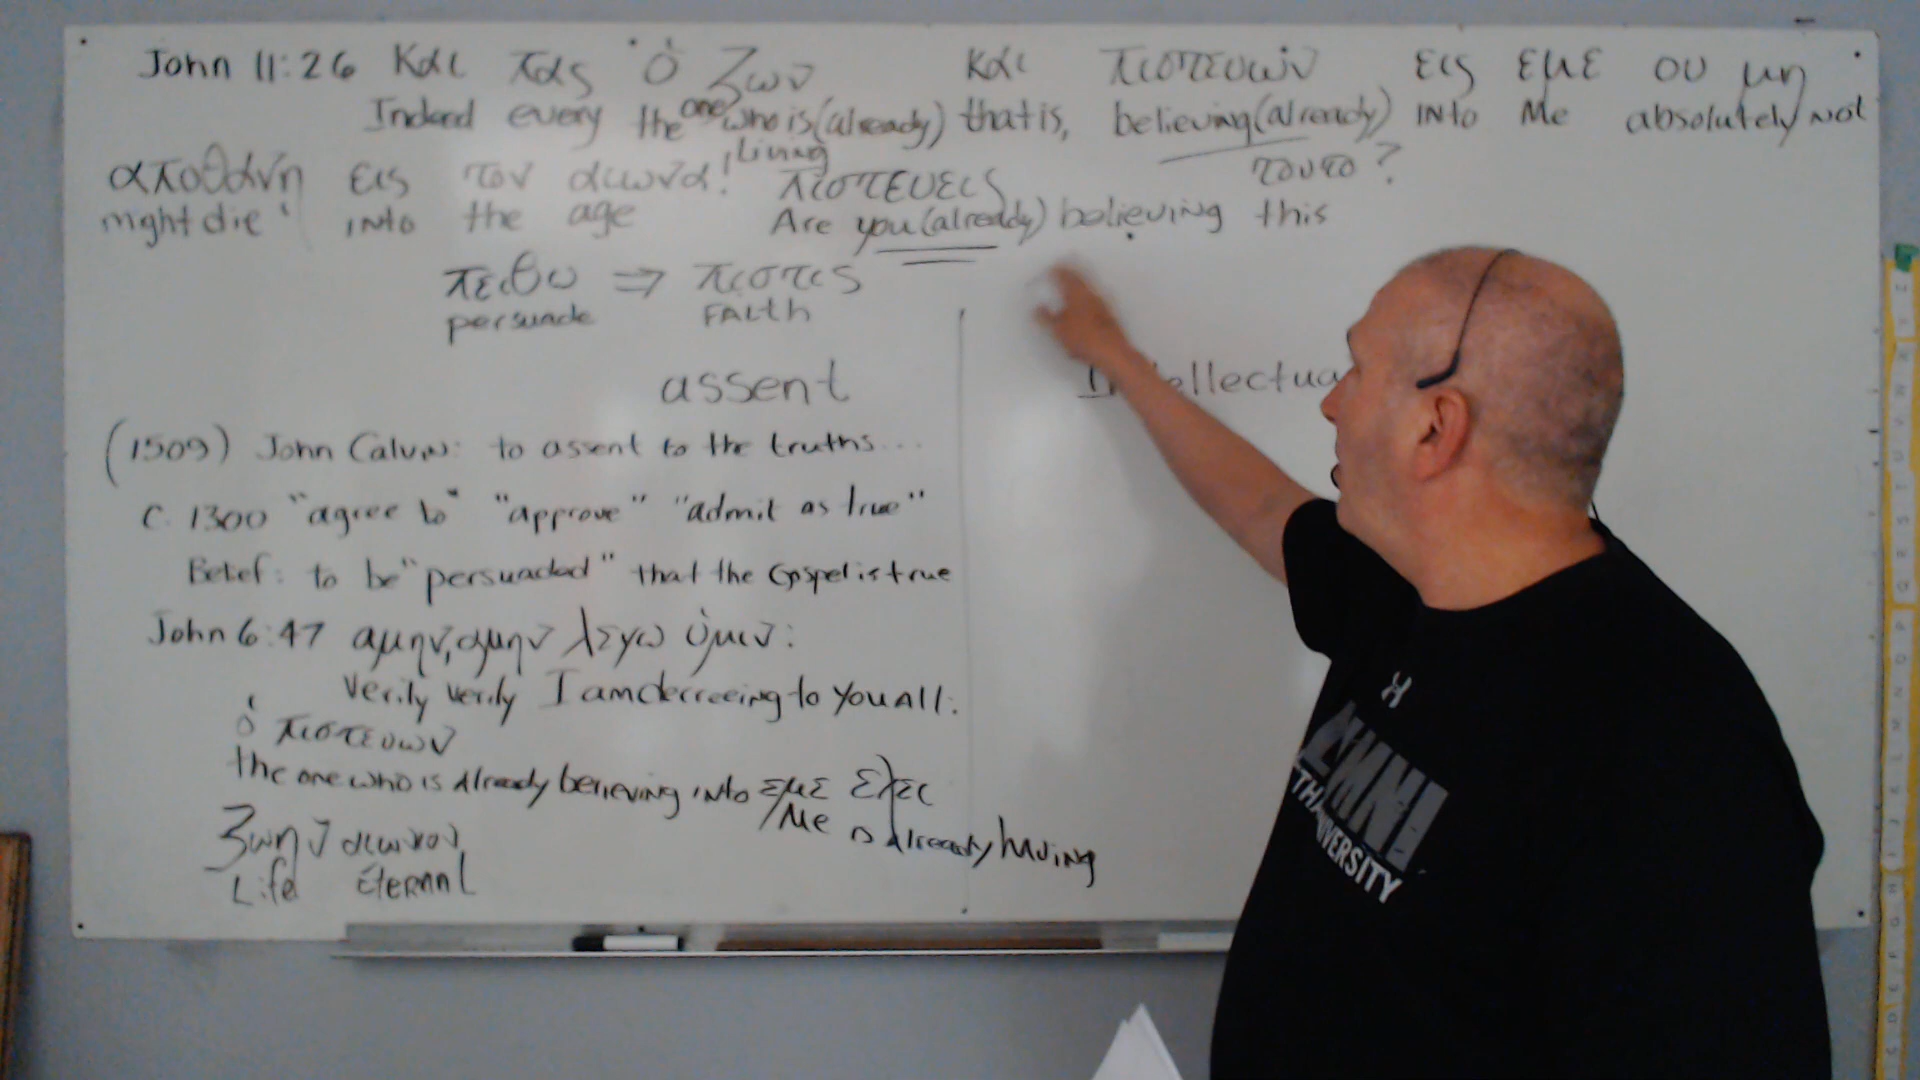 John 11:26 Και πας ὁ ζων και πιστευων εις εμε ου μη
Indeed every the one who is (already) that is, believing (already) INto Me absolutely not
living
αποθανη εις τον αιωνα! πιστευεις τουτο?
might die INto the age Are you (already) believing this
πειθω ⇒ πιστις
persuade FAith
assent
(1509) John Calvin: to assent to the truths...
C. 1300 "agree to" "approve" "admit as true"
Belief: to be "persuaded" that the Gospel is true
John 6:47 αμην, αμην λεγω ὑμιν:
Verily Verily I am decreeing to You All:
ὁ πιστευων
the one who is Already believing INto εμε εχει
Me is Already having
ζωην αιωνιον
Life Eternal
THA
UNIVERSITY